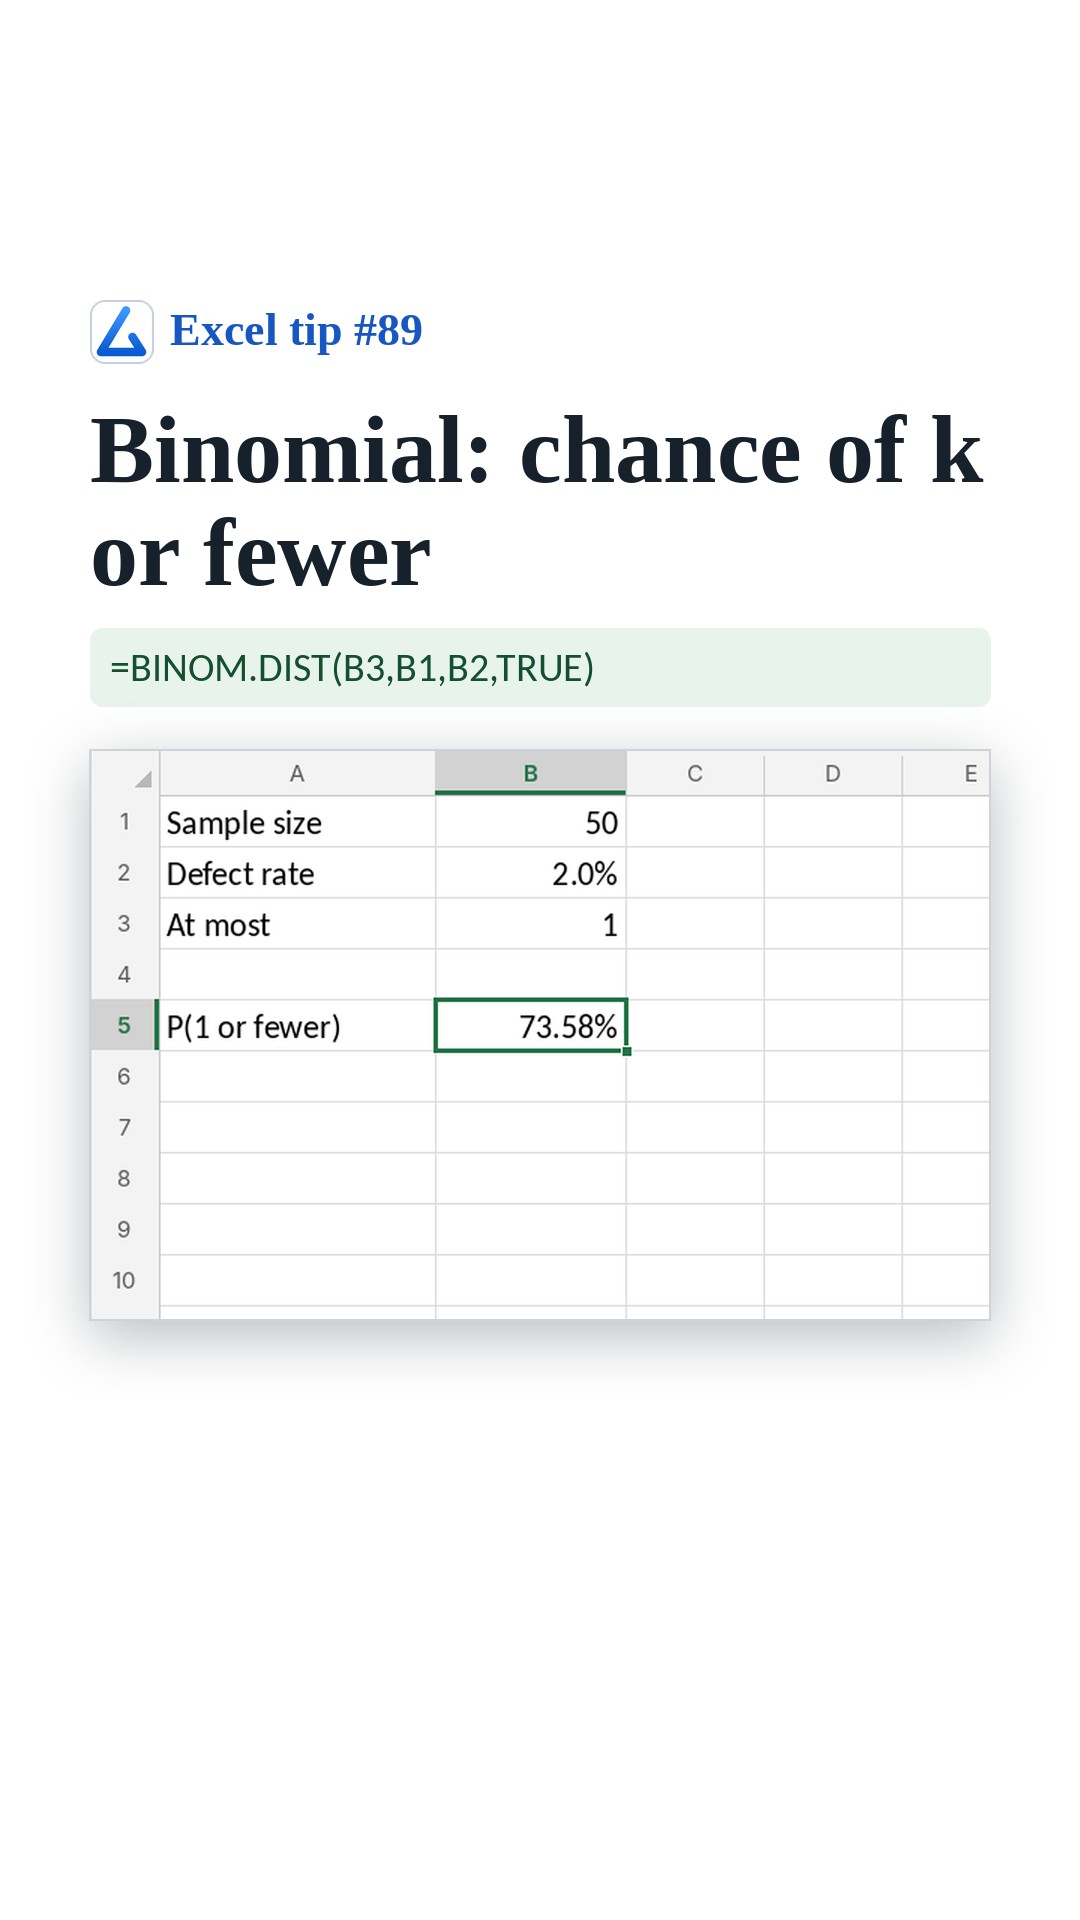 Excel tip #89
Binomial: chance of k
or fewer
=BINOM.DIST(B3,B1,B2,TRUE)
A B C D E
1 Sample size 50
2 Defect rate 2.0%
3 At most 1
4
5 P(1 or fewer) 73.58%
6
7
8
9
10